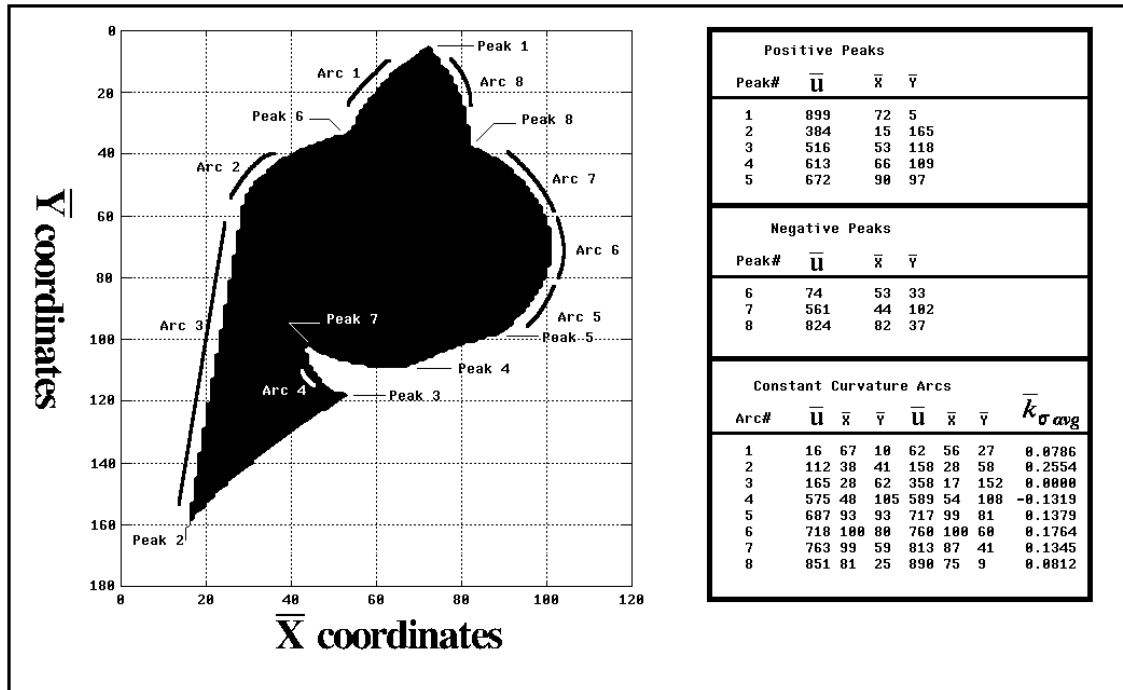 0
20
40
60
80
100
120
140
160
180
0 20 40 60 80 100 120
Y coordinates
X coordinates
Peak 1
Arc 1
Arc 8
Peak 6
Peak 8
Arc 2
Arc 7
Arc 6
Arc 3
Peak 7
Arc 5
Peak 5
Arc 4
Peak 4
Peak 3
Peak 2
Positive Peaks
Peak# u̅ X̅ Y̅
1 899 72 5
2 384 15 165
3 516 53 118
4 613 66 109
5 672 90 97
Negative Peaks
Peak# u̅ X̅ Y̅
6 74 53 33
7 561 44 102
8 824 82 37
Constant Curvature Arcs
Arc# u̅ X̅ Y̅ u̅ X̅ Y̅ k̅σ avg
1 16 67 10 62 56 27 0.0786
2 112 38 41 158 28 58 0.2554
3 165 28 62 358 17 152 0.0000
4 575 48 105 589 54 108 -0.1319
5 687 93 93 717 99 81 0.1379
6 718 100 80 760 100 60 0.1764
7 763 99 59 813 87 41 0.1345
8 851 81 25 890 75 9 0.0812